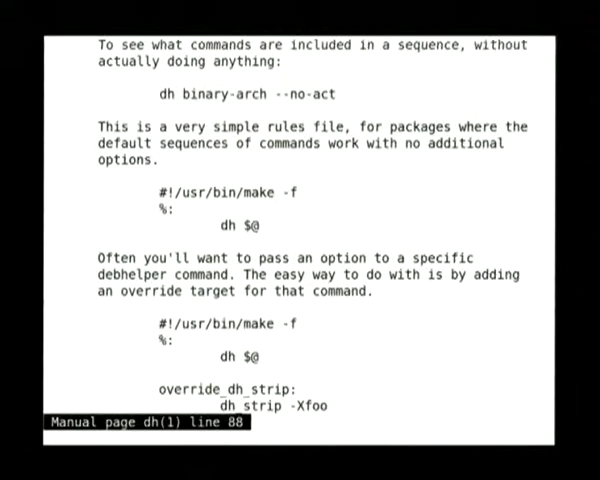 To see what commands are included in a sequence, without
actually doing anything:
dh binary-arch --no-act
This is a very simple rules file, for packages where the
default sequences of commands work with no additional
options.
#!/usr/bin/make -f
%:
dh $@
Often you'll want to pass an option to a specific
debhelper command. The easy way to do with is by adding
an override target for that command.
#!/usr/bin/make -f
%:
dh $@
override_dh_strip:
dh_strip -Xfoo
Manual page dh(1) line 88